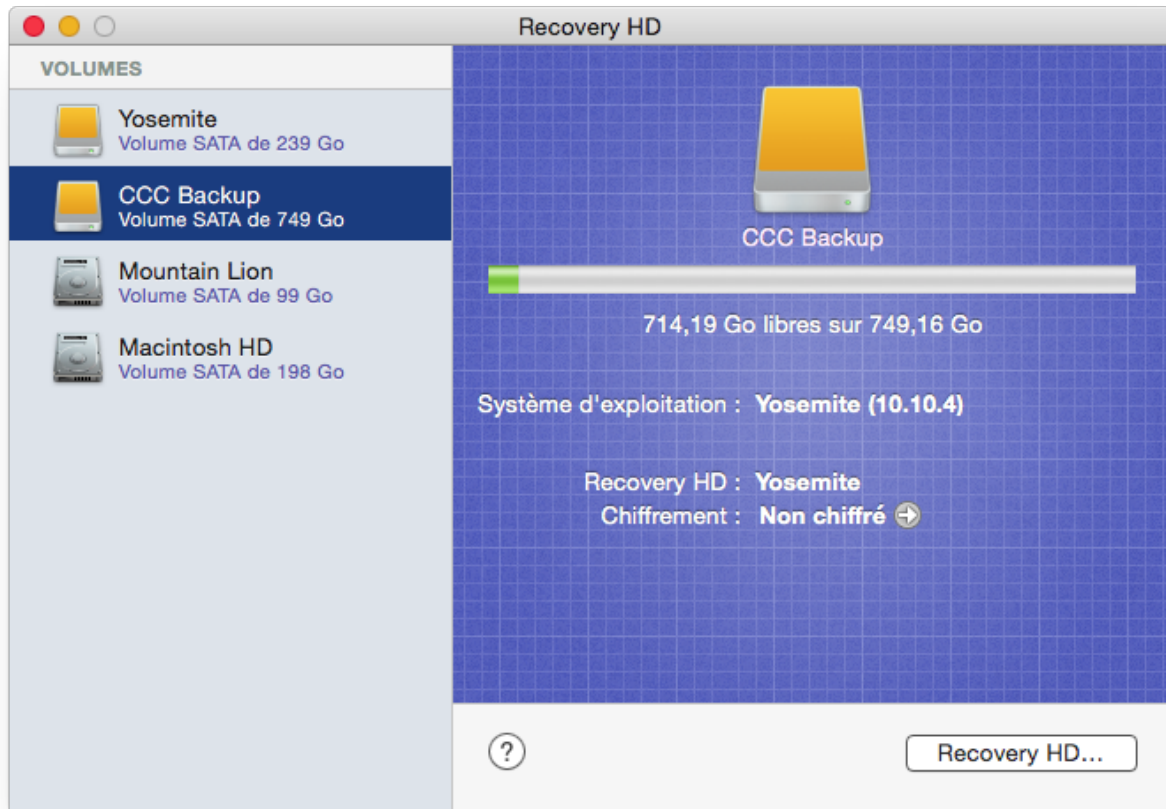 Recovery HD
VOLUMES
Yosemite
Volume SATA de 239 Go
CCC Backup
Volume SATA de 749 Go
Mountain Lion
Volume SATA de 99 Go
Macintosh HD
Volume SATA de 198 Go
CCC Backup
714,19 Go libres sur 749,16 Go
Système d'exploitation : Yosemite (10.10.4)
Recovery HD : Yosemite
Chiffrement : Non chiffré
?
Recovery HD...